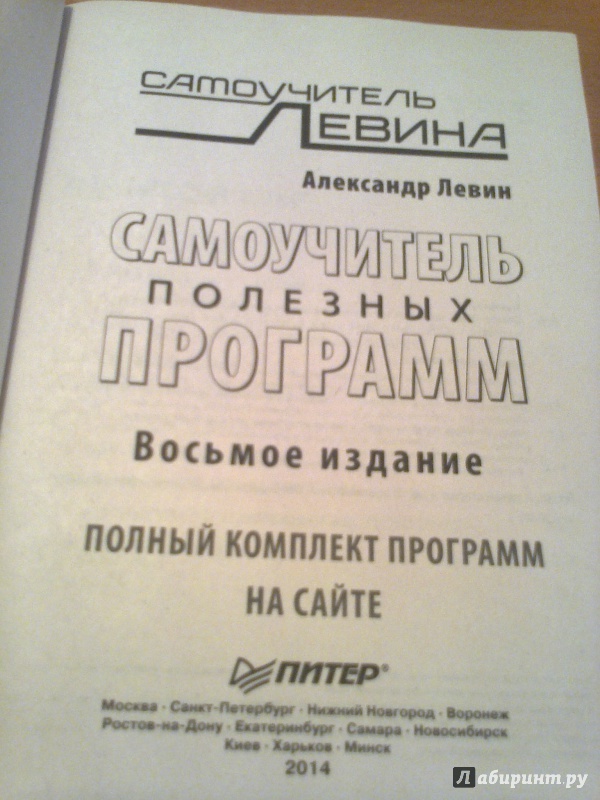 САМОУЧИТЕЛЬ
ЛЕВИНА
Александр Левин
САМОУЧИТЕЛЬ
ПОЛЕЗНЫХ
ПРОГРАММ
Восьмое издание
ПОЛНЫЙ КОМПЛЕКТ ПРОГРАММ
НА САЙТЕ
ПИТЕР®
Москва · Санкт-Петербург · Нижний Новгород · Воронеж
Ростов-на-Дону · Екатеринбург · Самара · Новосибирск
Киев · Харьков · Минск
2014
Лабиринт.ру